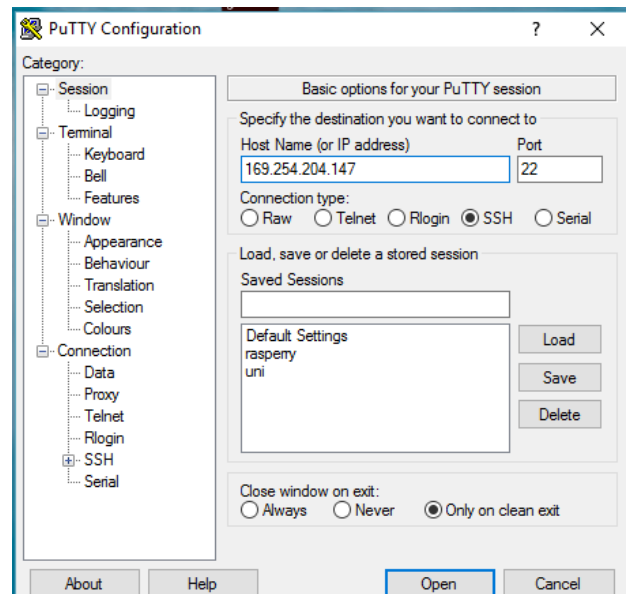 PuTTY Configuration ?
Category:
Session
Logging
Terminal
Keyboard
Bell
Features
Window
Appearance
Behaviour
Translation
Selection
Colours
Connection
Data
Proxy
Telnet
Rlogin
SSH
Serial
Basic options for your PuTTY session
Specify the destination you want to connect to
Host Name (or IP address) Port
169.254.204.147 22
Connection type:
Raw Telnet Rlogin SSH Serial
Load, save or delete a stored session
Saved Sessions
Default Settings
rasperry
uni
Load
Save
Delete
Close window on exit:
Always Never Only on clean exit
About Help Open Cancel